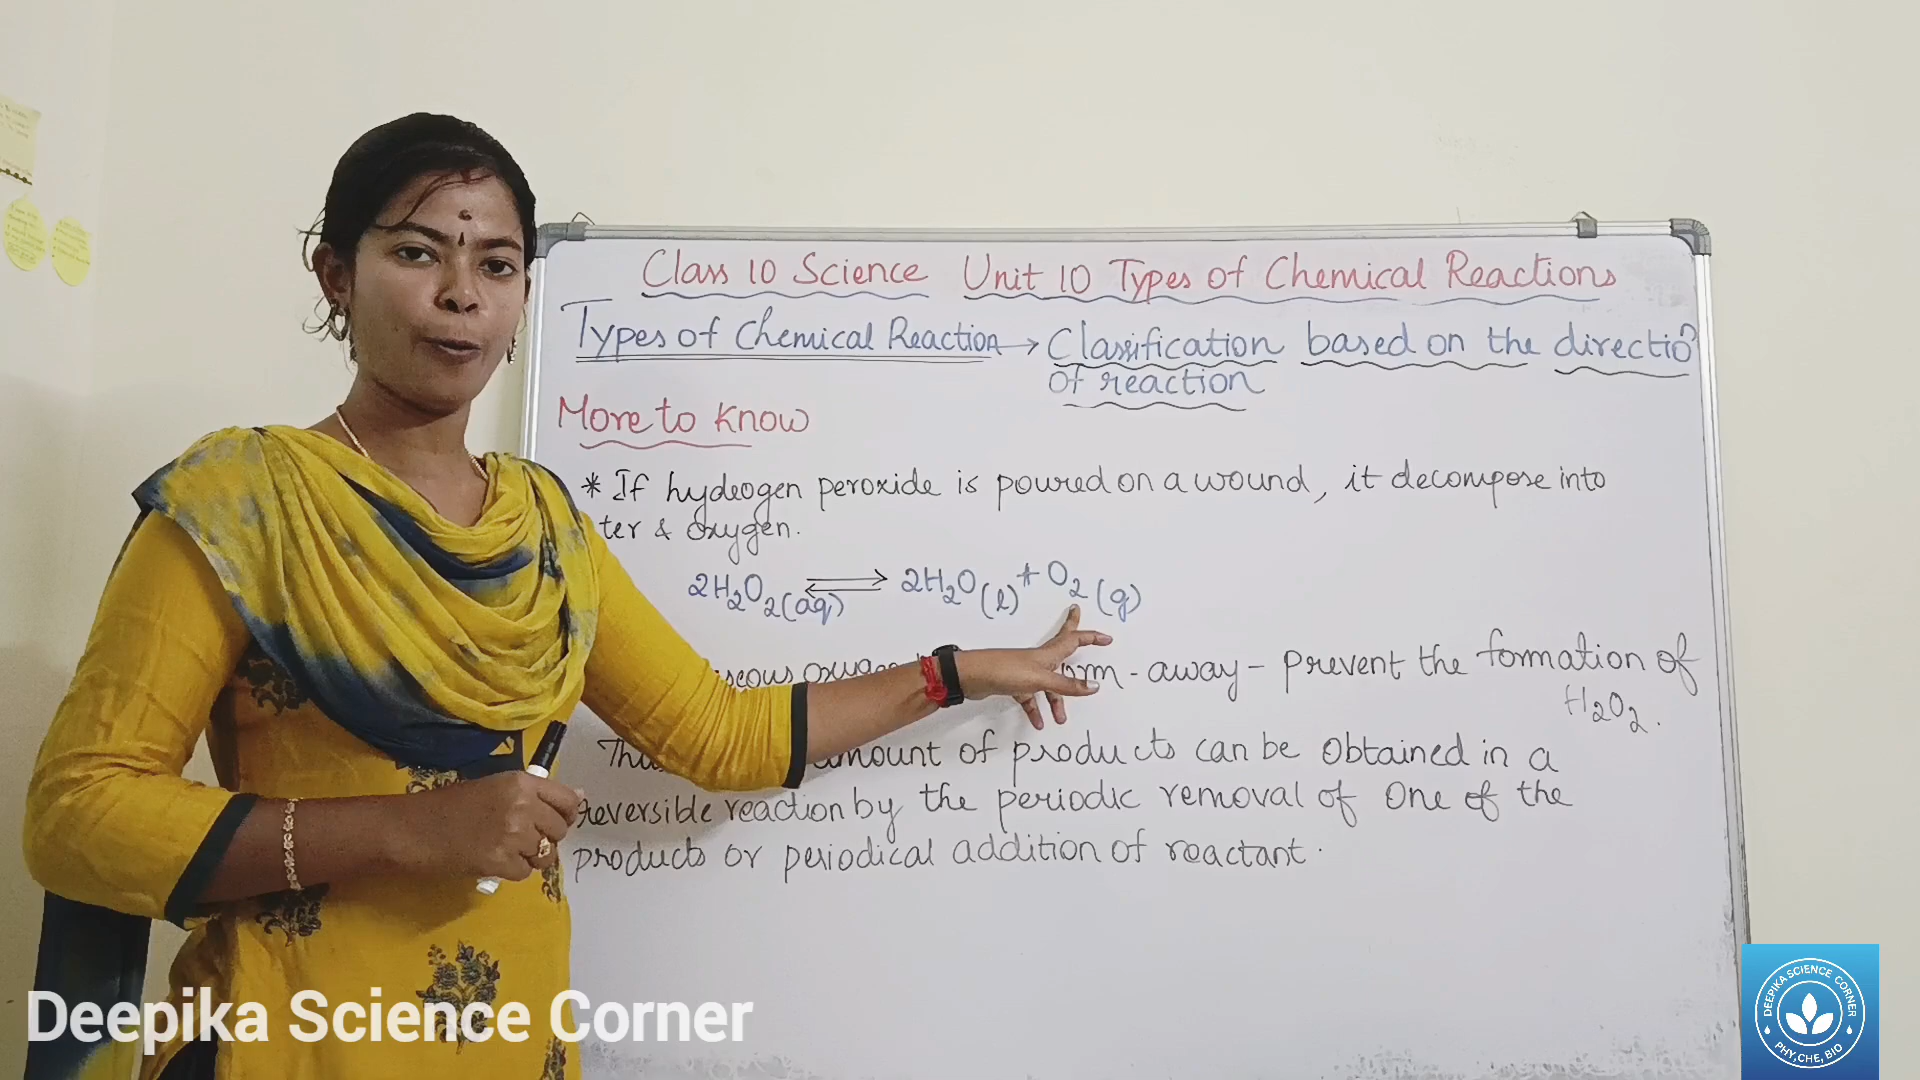 Class 10 Science Unit 10 Types of Chemical Reactions
Types of Chemical Reaction → Classification based on the directio?
of reaction
More to know
* If hydeogen peroxide is poured on a wound, it decompose into
ter & oxygen.
2H₂O₂(aq) ⇌ 2H₂O(l) + O₂(g)
seous oxyge orm - away - prevent the formation of
H₂O₂.
Thu amount of products can be obtained in a
reversible reaction by the periodic removal of one of the
products or periodical addition of reactant.
Deepika Science Corner
DEEPIKA SCIENCE CORNER
PHY, CHE, BIO